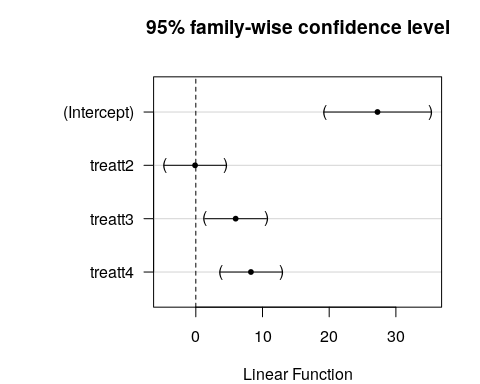 95% family-wise confidence level
(Intercept)
treatt2
treatt3
treatt4
0 10 20 30
Linear Function